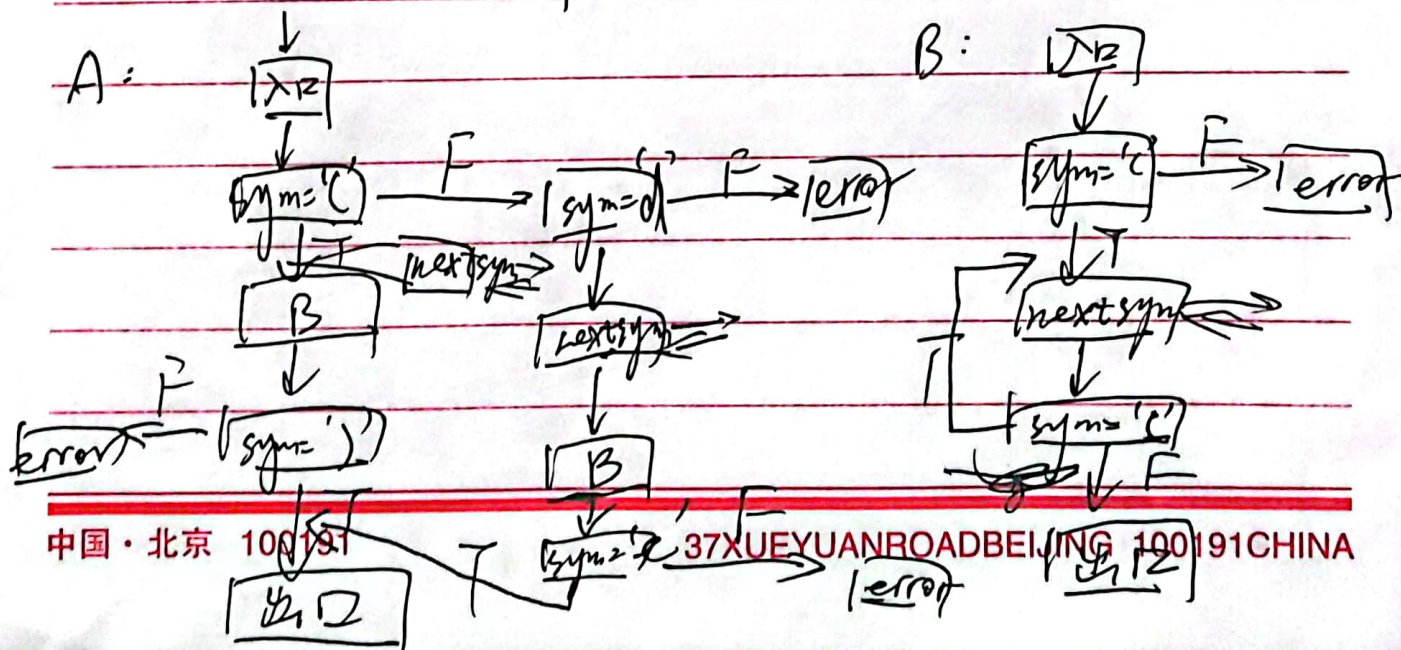 A:
入口
sym='('
F
sym='d'
F
error
T
nextsym
B
nextsym
F
error
sym=')'
B
T
sym='e'
F
error
T
出口
B:
入口
sym='c'
F
error
T
nextsym
T
sym='c'
F
出口
中国·北京 100191 37XUEYUANROADBEIJING 100191CHINA